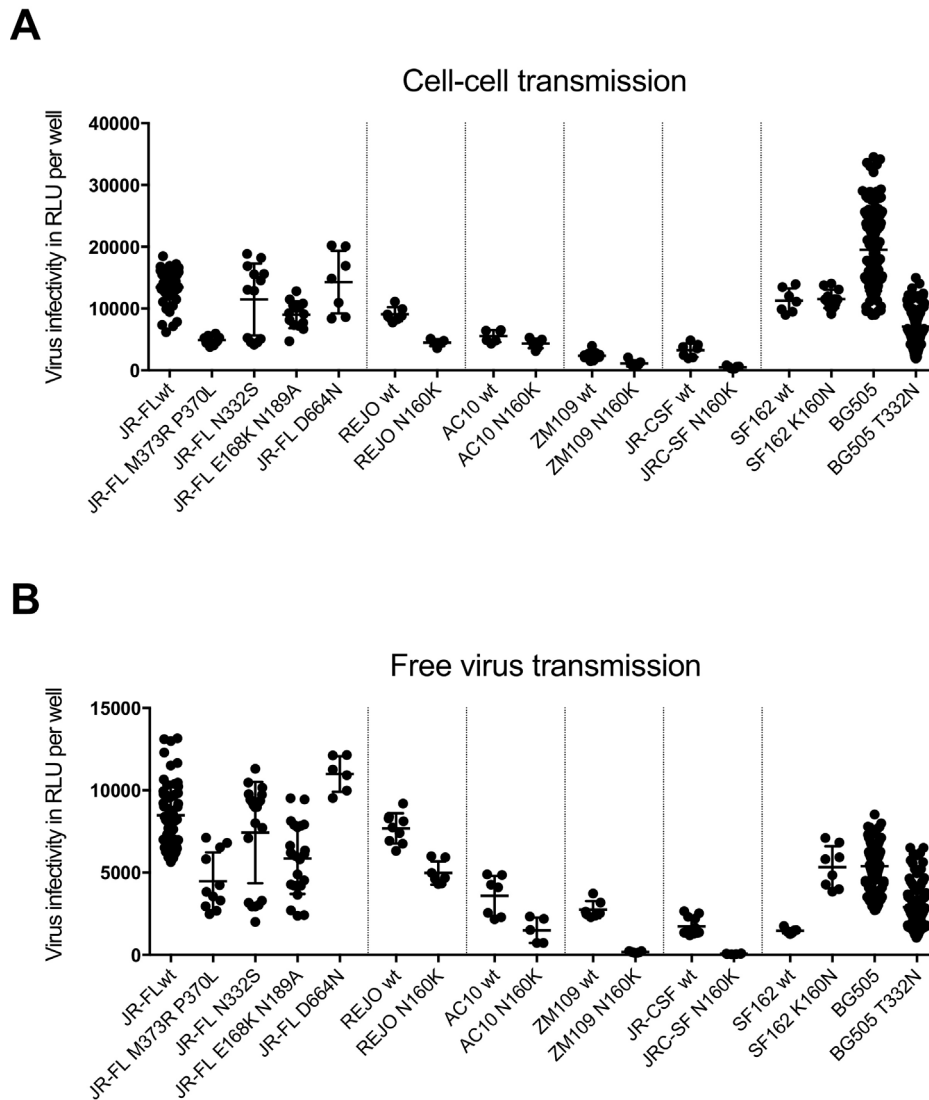 A
Cell-cell transmission
Virus infectivity in RLU per well
40000
30000
20000
10000
0
JR-FLwt
JR-FL M373R P370L
JR-FL N332S
JR-FL E168K N189A
JR-FL D664N
REJO wt
REJO N160K
AC10 wt
AC10 N160K
ZM109 wt
ZM109 N160K
JR-CSF wt
JRC-SF N160K
SF162 wt
SF162 K160N
BG505
BG505 T332N
B
Free virus transmission
Virus infectivity in RLU per well
15000
10000
5000
0
JR-FLwt
JR-FL M373R P370L
JR-FL N332S
JR-FL E168K N189A
JR-FL D664N
REJO wt
REJO N160K
AC10 wt
AC10 N160K
ZM109 wt
ZM109 N160K
JR-CSF wt
JRC-SF N160K
SF162 wt
SF162 K160N
BG505
BG505 T332N